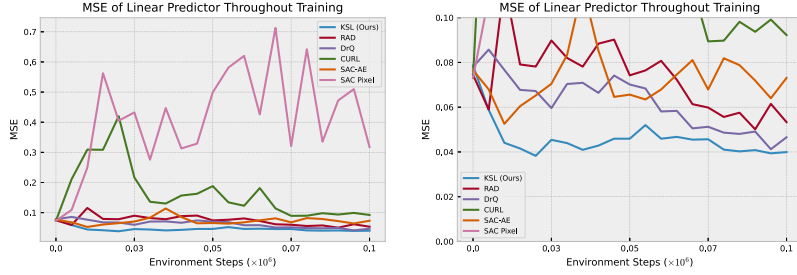 MSE of Linear Predictor Throughout Training
0.7
0.6
0.5
0.4
0.3
0.2
0.1
MSE
KSL (Ours)
RAD
DrQ
CURL
SAC-AE
SAC Pixel
0.0
0.03
0.05
0.07
0.1
Environment Steps (×10⁶)
MSE of Linear Predictor Throughout Training
0.10
0.08
0.06
0.04
0.02
0.00
MSE
KSL (Ours)
RAD
DrQ
CURL
SAC-AE
SAC Pixel
0.0
0.03
0.05
0.07
0.1
Environment Steps (×10⁶)